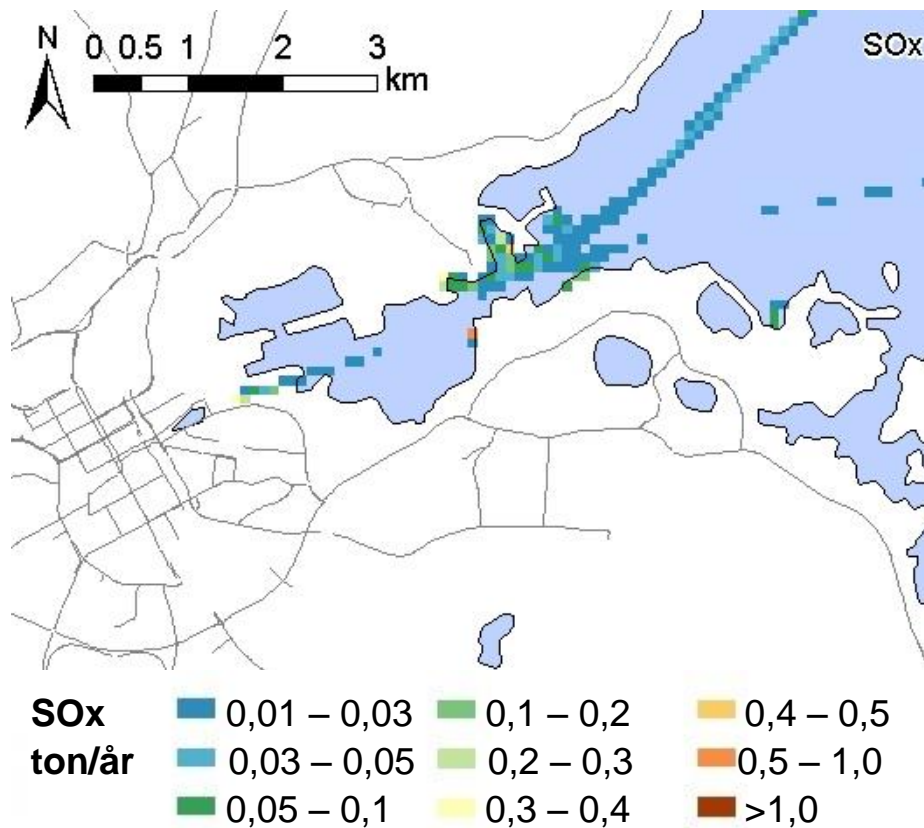 N
0 0.5 1 2 3
km
SOx
SOx
ton/år
0,01 – 0,03
0,03 – 0,05
0,05 – 0,1
0,1 – 0,2
0,2 – 0,3
0,3 – 0,4
0,4 – 0,5
0,5 – 1,0
>1,0